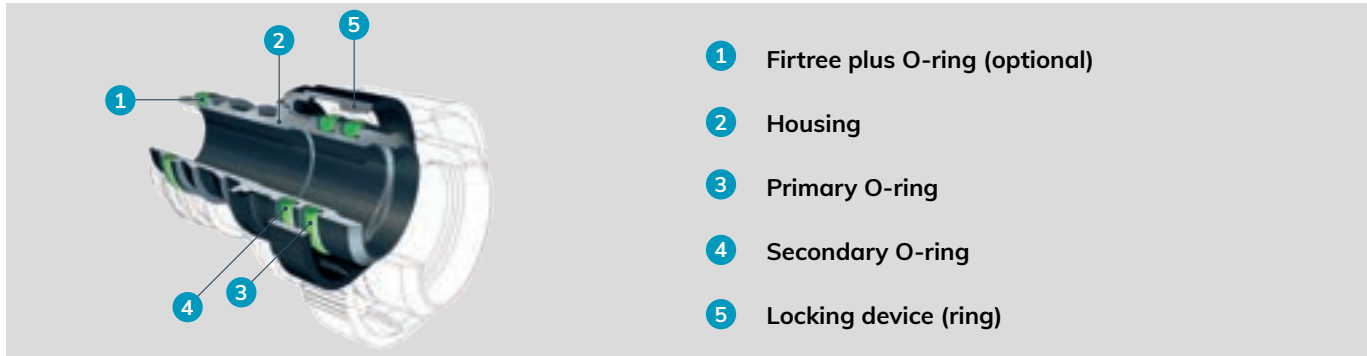 5
2
1
4
3
1 Firtree plus O-ring (optional)
2 Housing
3 Primary O-ring
4 Secondary O-ring
5 Locking device (ring)